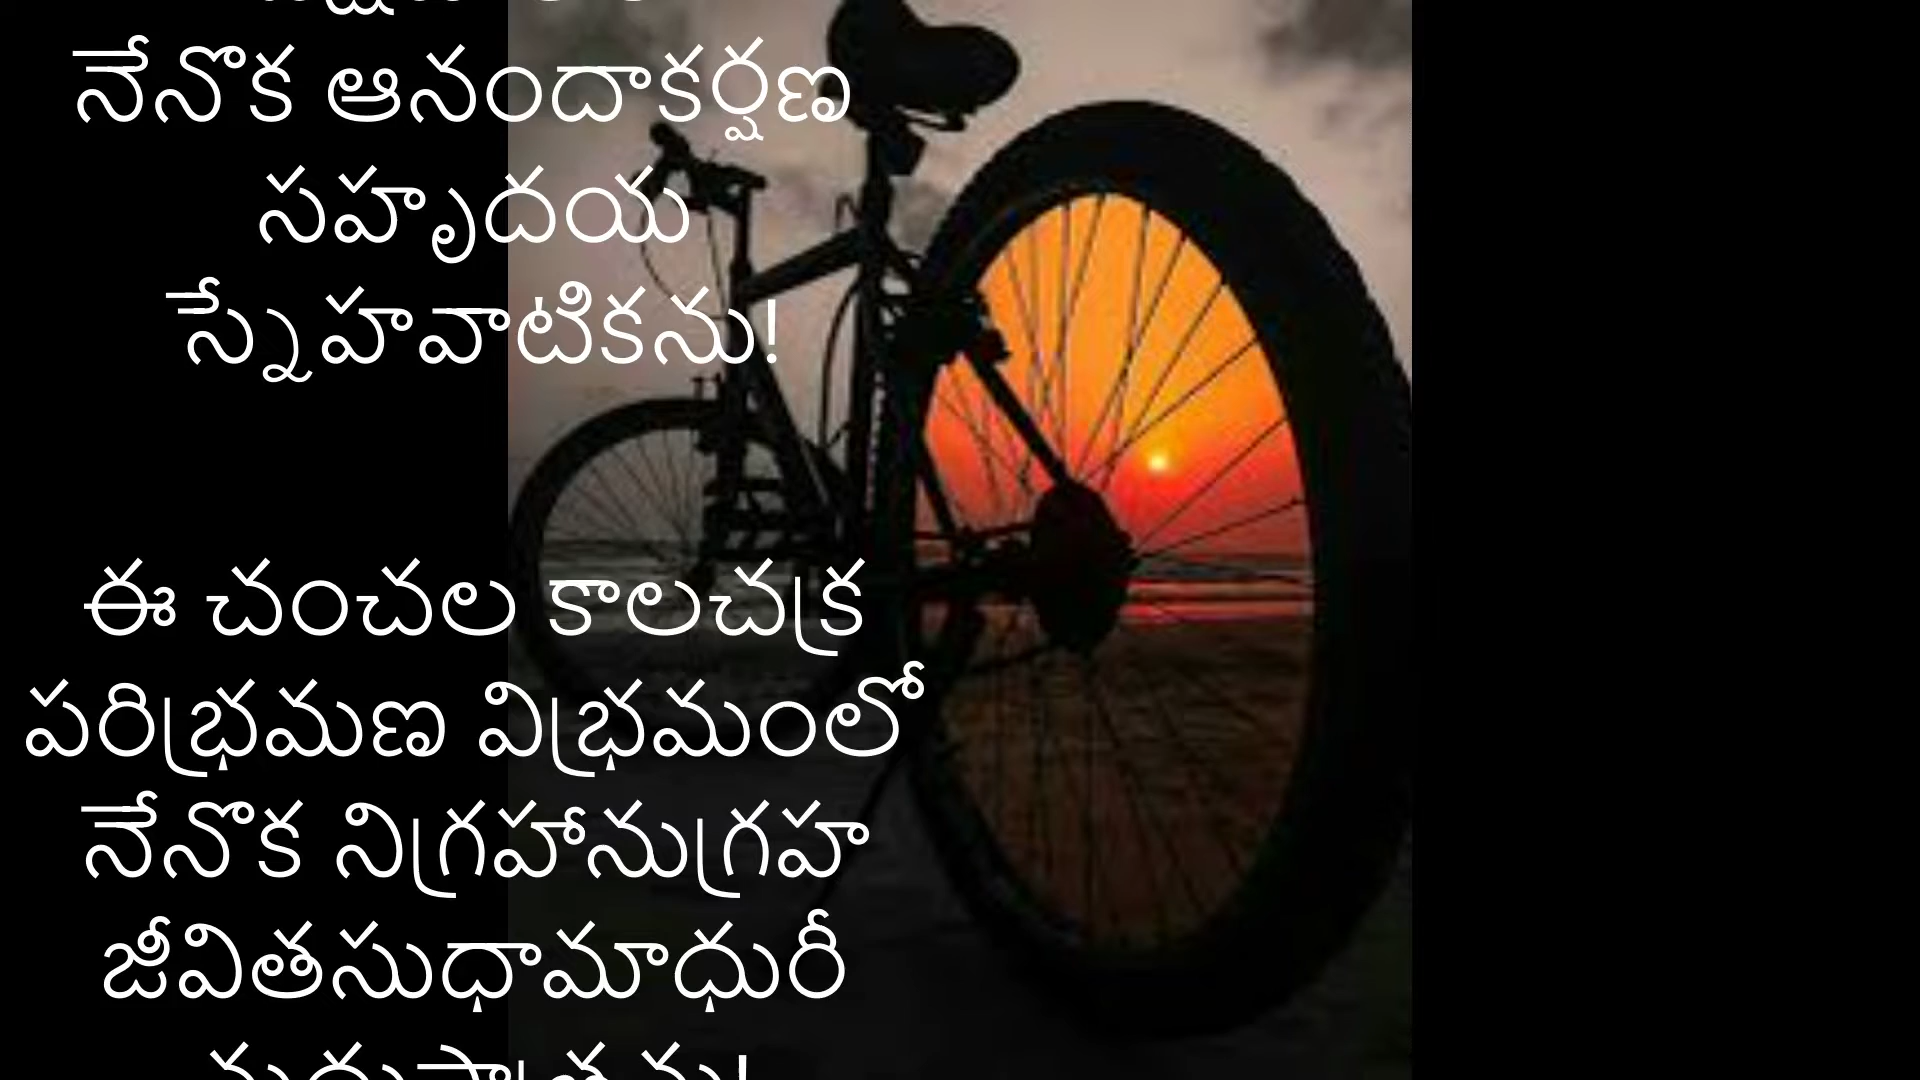 నేనొక ఆనందాకర్షణ
సహృదయ
స్నేహవాటికను!
ఈ చంచల కాలచక్ర
పరిభ్రమణ విభ్రమంలో
నేనొక నిగ్రహానుగ్రహ
జీవితసుధామాధురీ